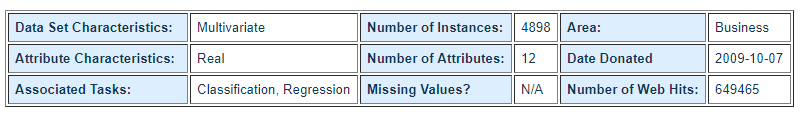 Data Set Characteristics: Multivariate Number of Instances: 4898 Area: Business
Attribute Characteristics: Real Number of Attributes: 12 Date Donated 2009-10-07
Associated Tasks: Classification, Regression Missing Values? N/A Number of Web Hits: 649465